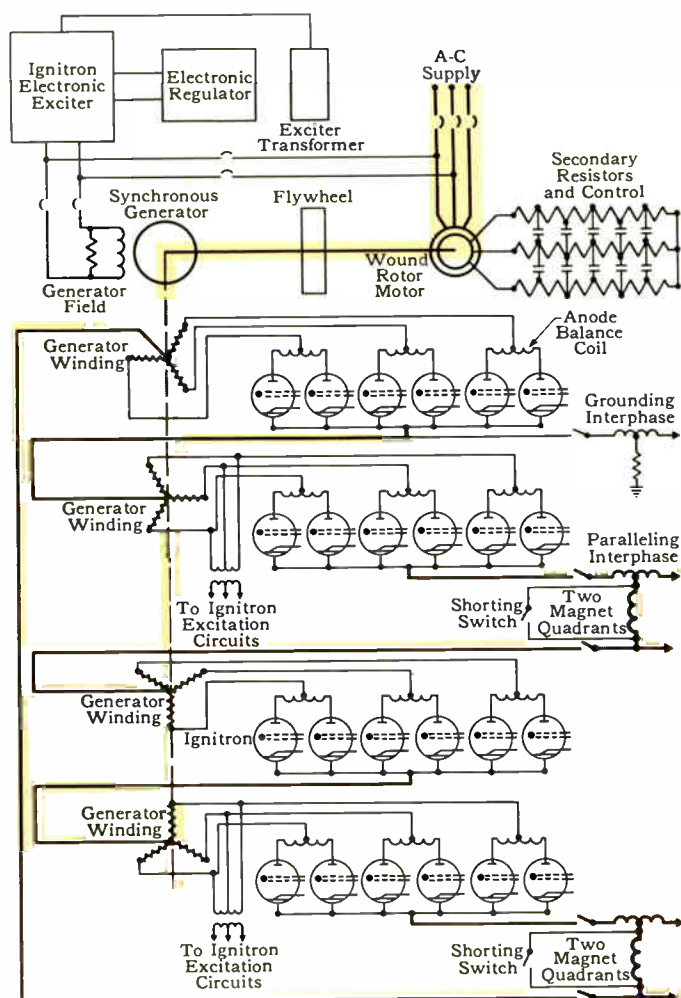 A-C
Supply
Ignitron
Electronic
Exciter
Electronic
Regulator
Exciter
Transformer
Synchronous
Generator
Flywheel
Secondary
Resistors
and Control
Wound
Rotor
Motor
Generator
Field
Generator
Winding
Anode
Balance
Coil
Grounding
Interphase
Generator
Winding
Paralleling
Interphase
To Ignitron
Excitation
Circuits
Shorting
Switch
Two
Magnet
Quadrants
Generator
Winding
Ignitron
Generator
Winding
To Ignitron
Excitation
Circuits
Shorting
Switch
Two
Magnet
Quadrants